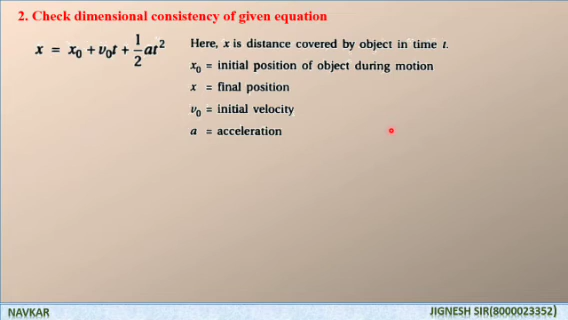 2. Check dimensional consistency of given equation
x = x₀ + v₀t + 1/2 at²
Here, x is distance covered by object in time t.
x₀ = initial position of object during motion
x = final position
v₀ = initial velocity
a = acceleration
NAVKAR
JIGNESH SIR(8000023352)